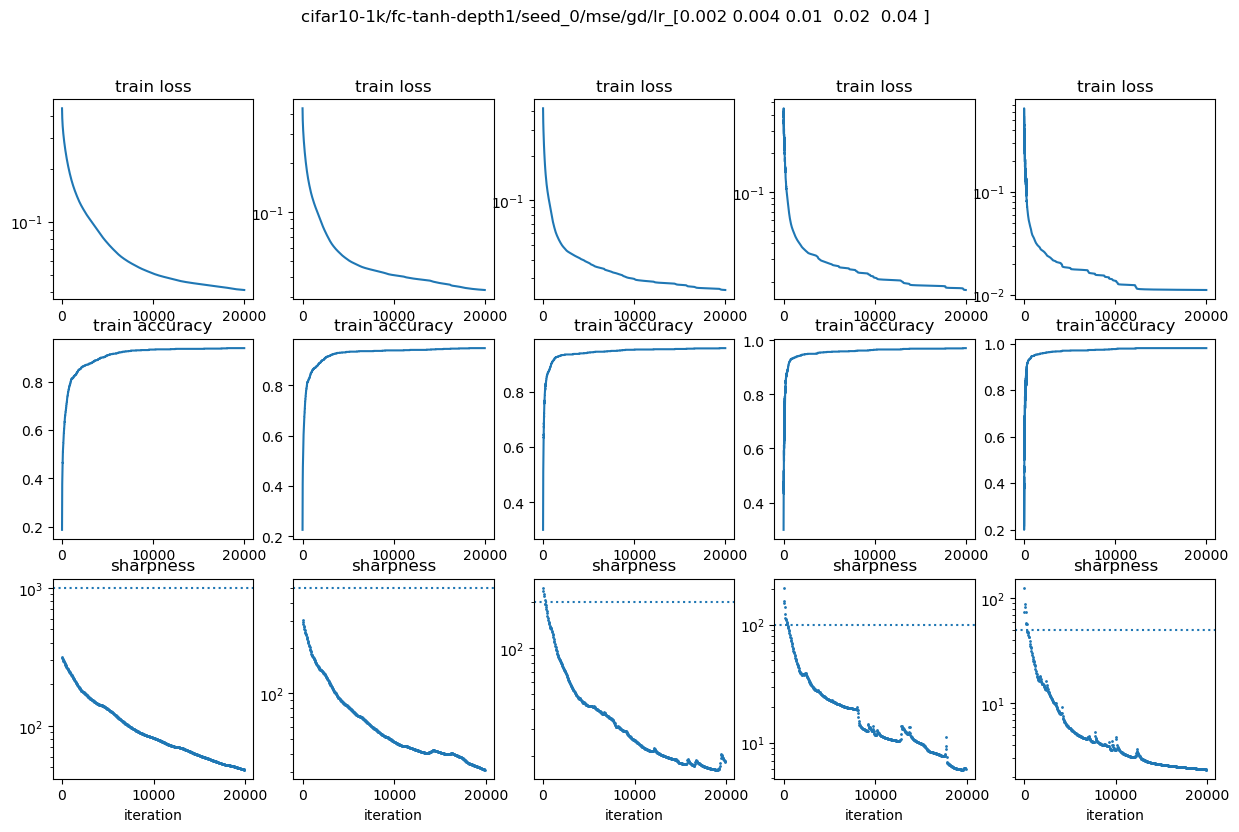 cifar10-1k/fc-tanh-depth1/seed_0/mse/gd/lr_[0.002 0.004 0.01  0.02  0.04 ]
train loss train loss train loss train loss train loss
10⁻¹ 10⁻¹ 10⁻¹ 10⁻¹ 10⁻¹
10⁻²
0 10000 20000 0 10000 20000 0 10000 20000 0 10000 20000 0 10000 20000
train accuracy train accuracy train accuracy train accuracy train accuracy
1.0 1.0
0.8 0.8 0.8 0.8 0.8
0.6 0.6 0.6 0.6 0.6
0.4 0.4 0.4 0.4 0.4
0.2 0.2 0.2
0 10000 20000 0 10000 20000 0 10000 20000 0 10000 20000 0 10000 20000
sharpness sharpness sharpness sharpness sharpness
10³ 10²
10² 10² 10² 10² 10¹
10¹
0 10000 20000 0 10000 20000 0 10000 20000 0 10000 20000 0 10000 20000
iteration iteration iteration iteration iteration